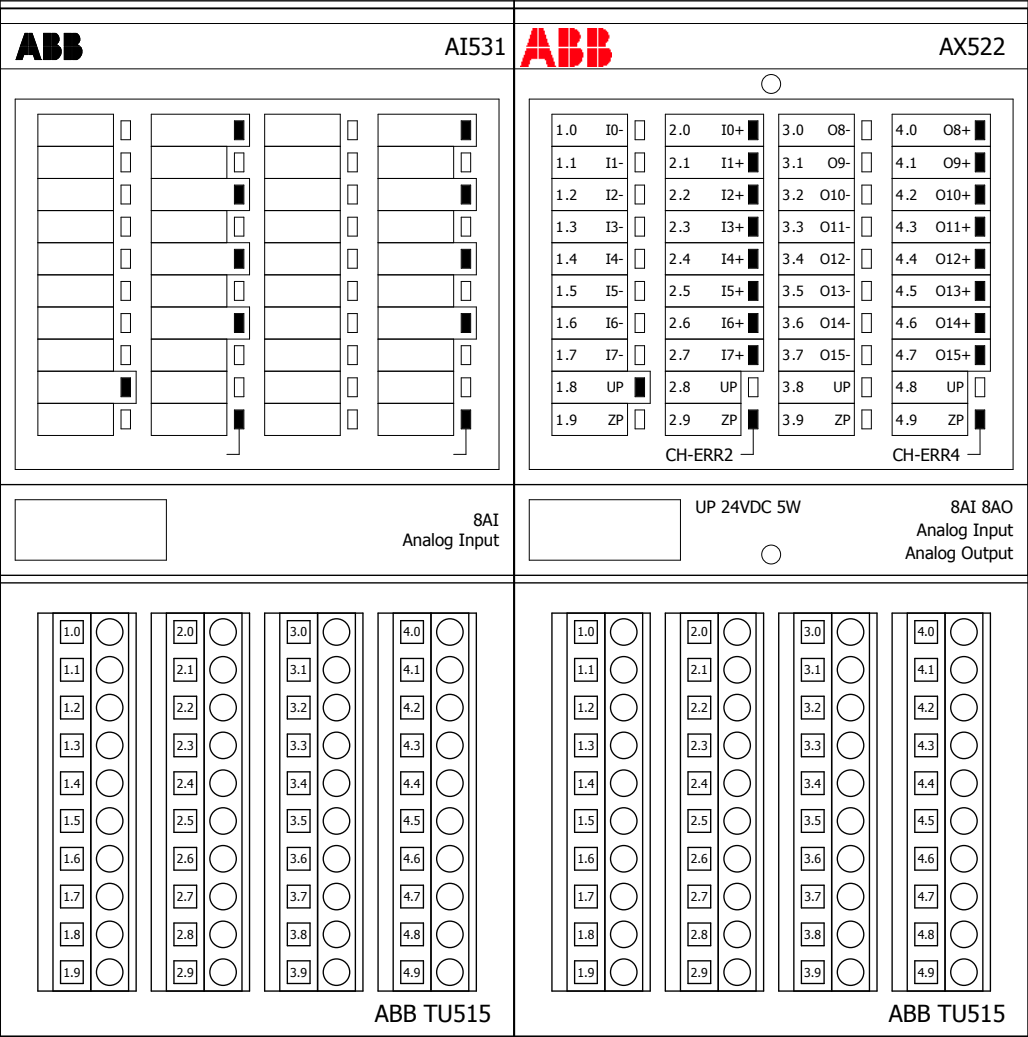 ABB AI531
ABB AX522
1.0 I0- 2.0 I0+ 3.0 O8- 4.0 O8+
1.1 I1- 2.1 I1+ 3.1 O9- 4.1 O9+
1.2 I2- 2.2 I2+ 3.2 O10- 4.2 O10+
1.3 I3- 2.3 I3+ 3.3 O11- 4.3 O11+
1.4 I4- 2.4 I4+ 3.4 O12- 4.4 O12+
1.5 I5- 2.5 I5+ 3.5 O13- 4.5 O13+
1.6 I6- 2.6 I6+ 3.6 O14- 4.6 O14+
1.7 I7- 2.7 I7+ 3.7 O15- 4.7 O15+
1.8 UP 2.8 UP 3.8 UP 4.8 UP
1.9 ZP 2.9 ZP 3.9 ZP 4.9 ZP
CH-ERR2 CH-ERR4
8AI
Analog Input
UP 24VDC 5W
8AI 8AO
Analog Input
Analog Output
1.0 2.0 3.0 4.0
1.1 2.1 3.1 4.1
1.2 2.2 3.2 4.2
1.3 2.3 3.3 4.3
1.4 2.4 3.4 4.4
1.5 2.5 3.5 4.5
1.6 2.6 3.6 4.6
1.7 2.7 3.7 4.7
1.8 2.8 3.8 4.8
1.9 2.9 3.9 4.9
ABB TU515
1.0 2.0 3.0 4.0
1.1 2.1 3.1 4.1
1.2 2.2 3.2 4.2
1.3 2.3 3.3 4.3
1.4 2.4 3.4 4.4
1.5 2.5 3.5 4.5
1.6 2.6 3.6 4.6
1.7 2.7 3.7 4.7
1.8 2.8 3.8 4.8
1.9 2.9 3.9 4.9
ABB TU515